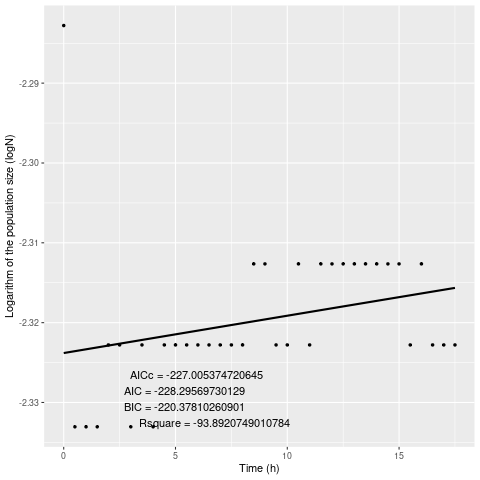 -2.29
-2.30
-2.31
-2.32
-2.33
Logarithm of the population size (logN)
AICc = -227.005374720645
AIC = -228.29569730129
BIC = -220.37810260901
Rsquare = -93.8920749010784
0
5
10
15
Time (h)